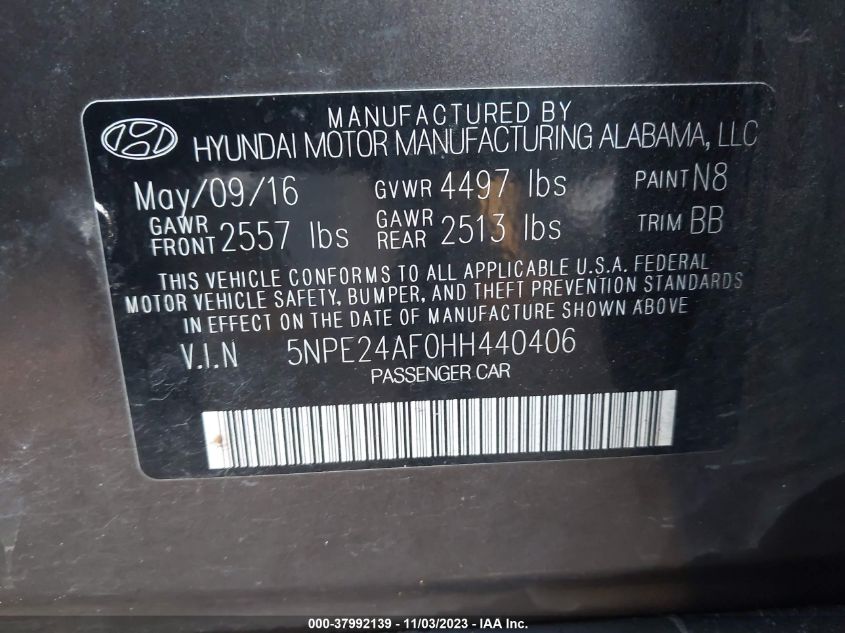 MANUFACTURED BY
HYUNDAI MOTOR MANUFACTURING ALABAMA, LLC
May/09/16 GVWR 4497 lbs PAINT N8
GAWR FRONT 2557 lbs GAWR REAR 2513 lbs TRIM BB
THIS VEHICLE CONFORMS TO ALL APPLICABLE U.S.A. FEDERAL
MOTOR VEHICLE SAFETY, BUMPER, AND THEFT PREVENTION STANDARDS
IN EFFECT ON THE DATE OF MANUFACTURE SHOWN ABOVE
V.I.N 5NPE24AF0HH440406
PASSENGER CAR
000-37992139 - 11/03/2023 - IAA Inc.